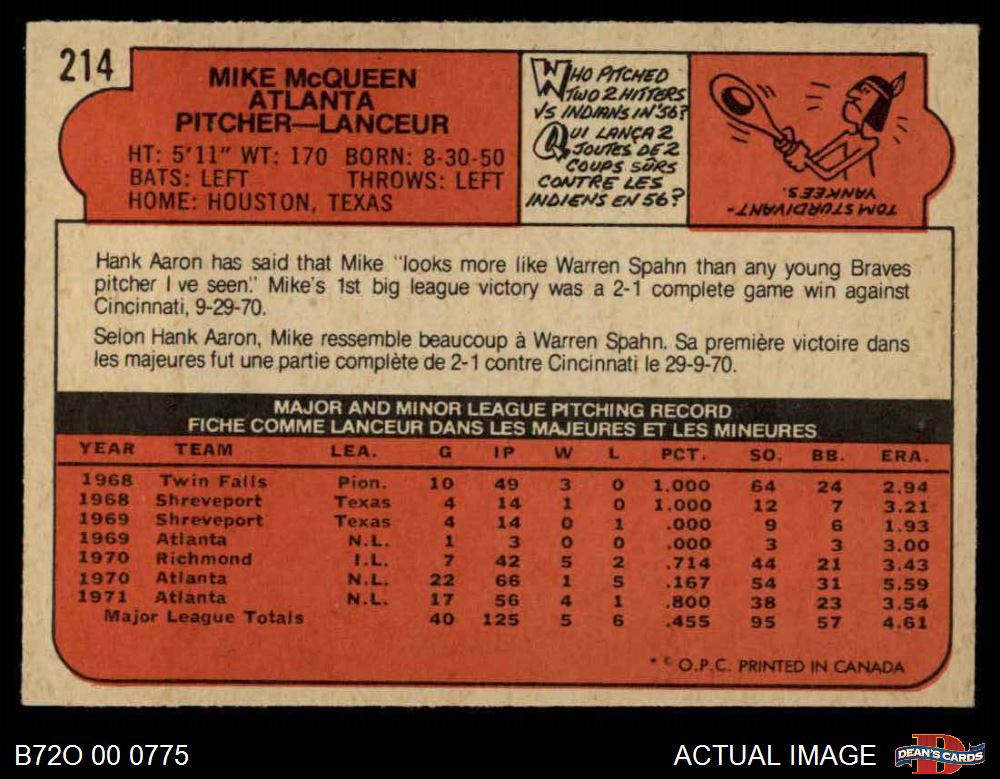 214
MIKE McQUEEN
ATLANTA
PITCHER—LANCEUR
HT: 5'11" WT: 170 BORN: 8-30-50
BATS: LEFT THROWS: LEFT
HOME: HOUSTON, TEXAS
WHO PITCHED
TWO 2 HITTERS
VS INDIANS IN '56?
QUI LANÇA 2
JOUTES DE 2
COUPS SÛRS
CONTRE LES
INDIENS EN 56?
TOM STURDIVANT-
YANKEES.
Hank Aaron has said that Mike "looks more like Warren Spahn than any young Braves
pitcher I ve seen." Mike's 1st big league victory was a 2-1 complete game win against
Cincinnati, 9-29-70.
Selon Hank Aaron, Mike ressemble beaucoup à Warren Spahn. Sa première victoire dans
les majeures fut une partie complète de 2-1 contre Cincinnati le 29-9-70.
MAJOR AND MINOR LEAGUE PITCHING RECORD
FICHE COMME LANCEUR DANS LES MAJEURES ET LES MINEURES
YEAR TEAM LEA. G IP W L PCT. SO. BB. ERA.
1968 Twin Falls Pion. 10 49 3 0 1.000 64 24 2.94
1968 Shreveport Texas 4 14 1 0 1.000 12 7 3.21
1969 Shreveport Texas 4 14 0 1 .000 9 6 1.93
1969 Atlanta N.L. 1 3 0 0 .000 3 3 3.00
1970 Richmond I.L. 7 42 5 2 .714 44 21 3.43
1970 Atlanta N.L. 22 66 1 5 .167 54 31 5.59
1971 Atlanta N.L. 17 56 4 1 .800 38 23 3.54
Major League Totals 40 125 5 6 .455 95 57 4.61
* © O.P.C. PRINTED IN CANADA
B72O 00 0775
ACTUAL IMAGE
DEAN'S CARDS